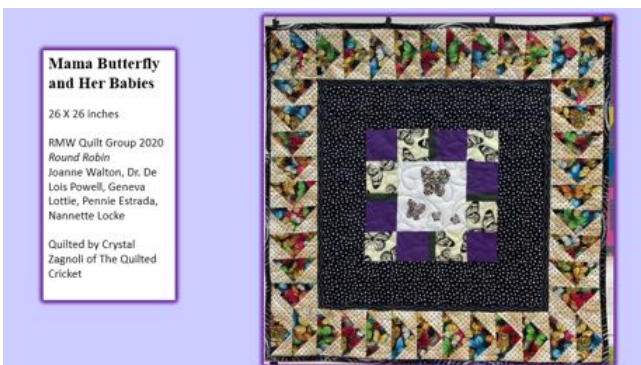 Mama Butterfly
and Her Babies
26 X 26 inches
RMW Quilt Group 2020
Round Robin
Joanne Walton, Dr. De
Lois Powell, Geneva
Lottie, Pennie Estrada,
Nannette Locke
Quilted by Crystal
Zagnoli of The Quilted
Cricket